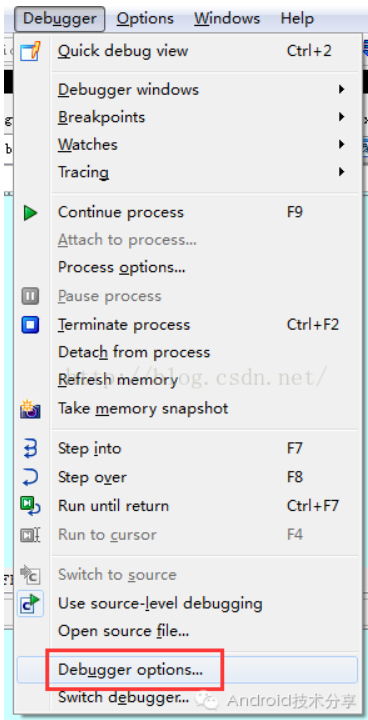 Debugger Options Windows Help
Quick debug view Ctrl+2
Debugger windows
Breakpoints
Watches
Tracing
Continue process F9
Attach to process...
Process options...
Pause process
Terminate process Ctrl+F2
Detach from process
Refresh memory
http://blog.csdn.net/
Take memory snapshot
Step into F7
Step over F8
Run until return Ctrl+F7
Run to cursor F4
Switch to source
Use source-level debugging
Open source file...
Debugger options...
Switch debugger...
Android技术分享